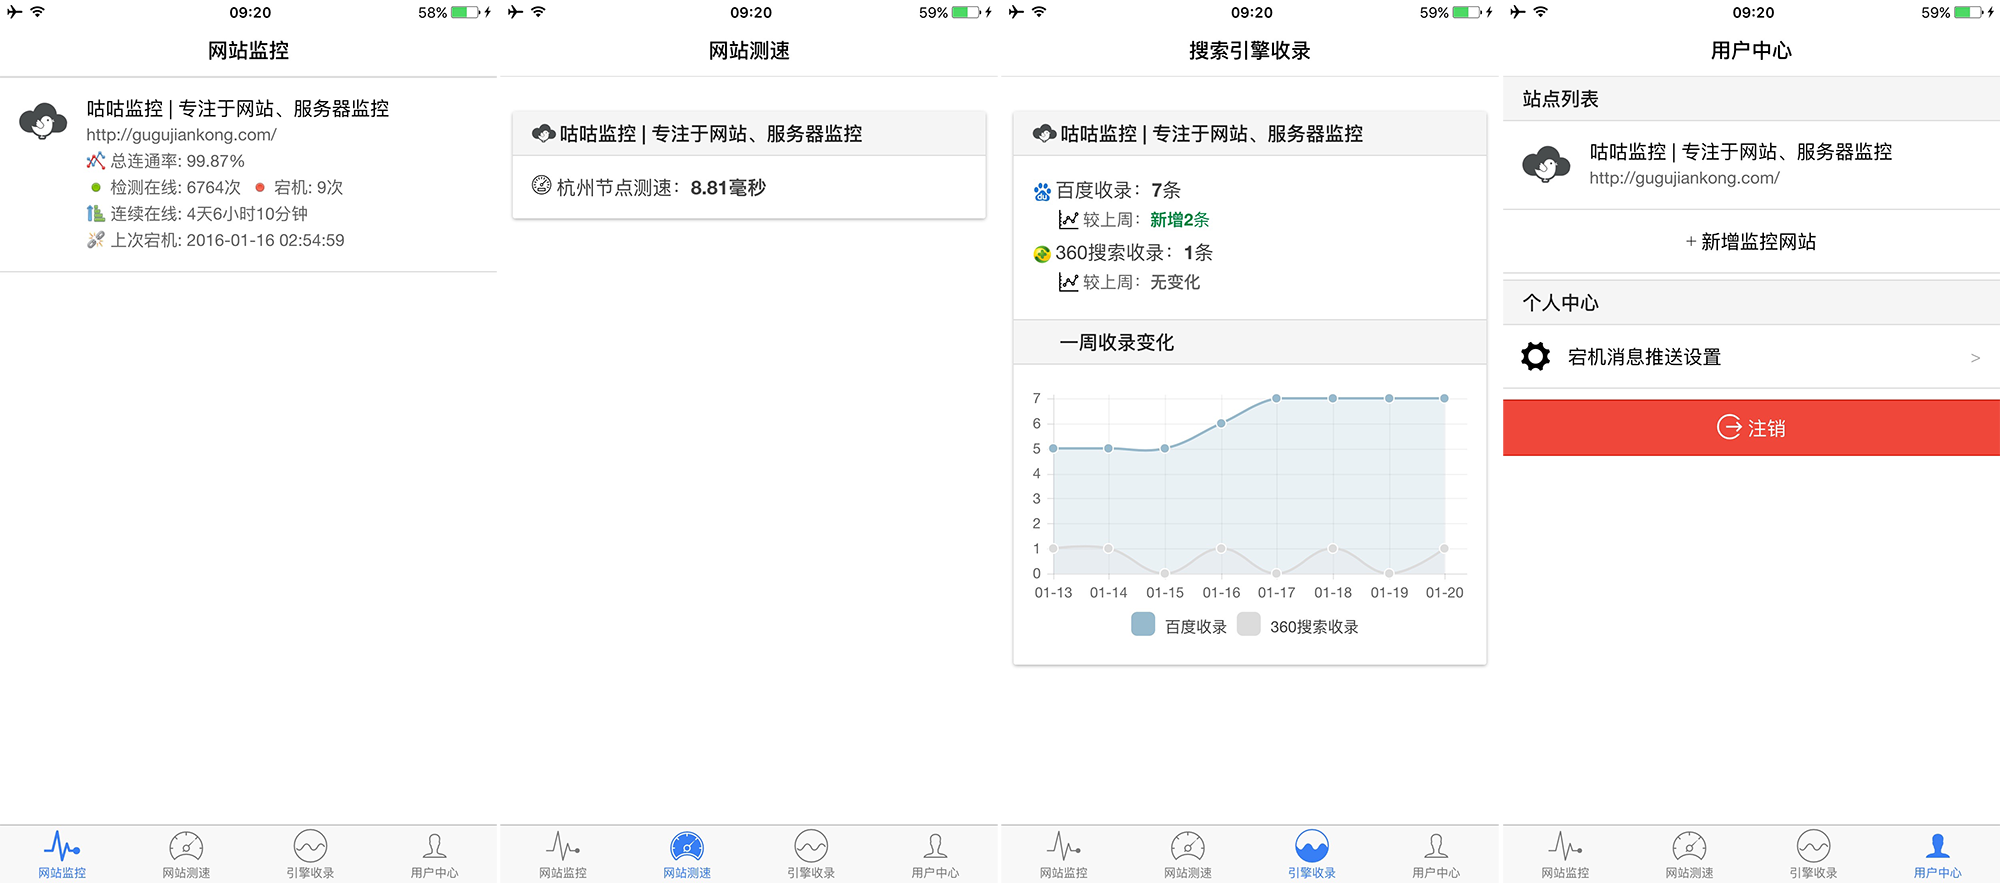 09:20
58%
网站监控
咕咕监控 | 专注于网站、服务器监控
http://gugujiankong.com/
总连通率: 99.87%
检测在线: 6764次 宕机: 9次
连续在线: 4天6小时10分钟
上次宕机: 2016-01-16 02:54:59
网站监控 网站测速 引擎收录 用户中心
09:20
59%
网站测速
咕咕监控 | 专注于网站、服务器监控
杭州节点测速: 8.81毫秒
网站监控 网站测速 引擎收录 用户中心
09:20
59%
搜索引擎收录
咕咕监控 | 专注于网站、服务器监控
百度收录: 7条
较上周: 新增2条
360搜索收录: 1条
较上周: 无变化
一周收录变化
7
6
5
4
3
2
1
0
01-13 01-14 01-15 01-16 01-17 01-18 01-19 01-20
百度收录 360搜索收录
网站监控 网站测速 引擎收录 用户中心
09:20
59%
用户中心
站点列表
咕咕监控 | 专注于网站、服务器监控
http://gugujiankong.com/
+ 新增监控网站
个人中心
宕机消息推送设置 >
注销
网站监控 网站测速 引擎收录 用户中心